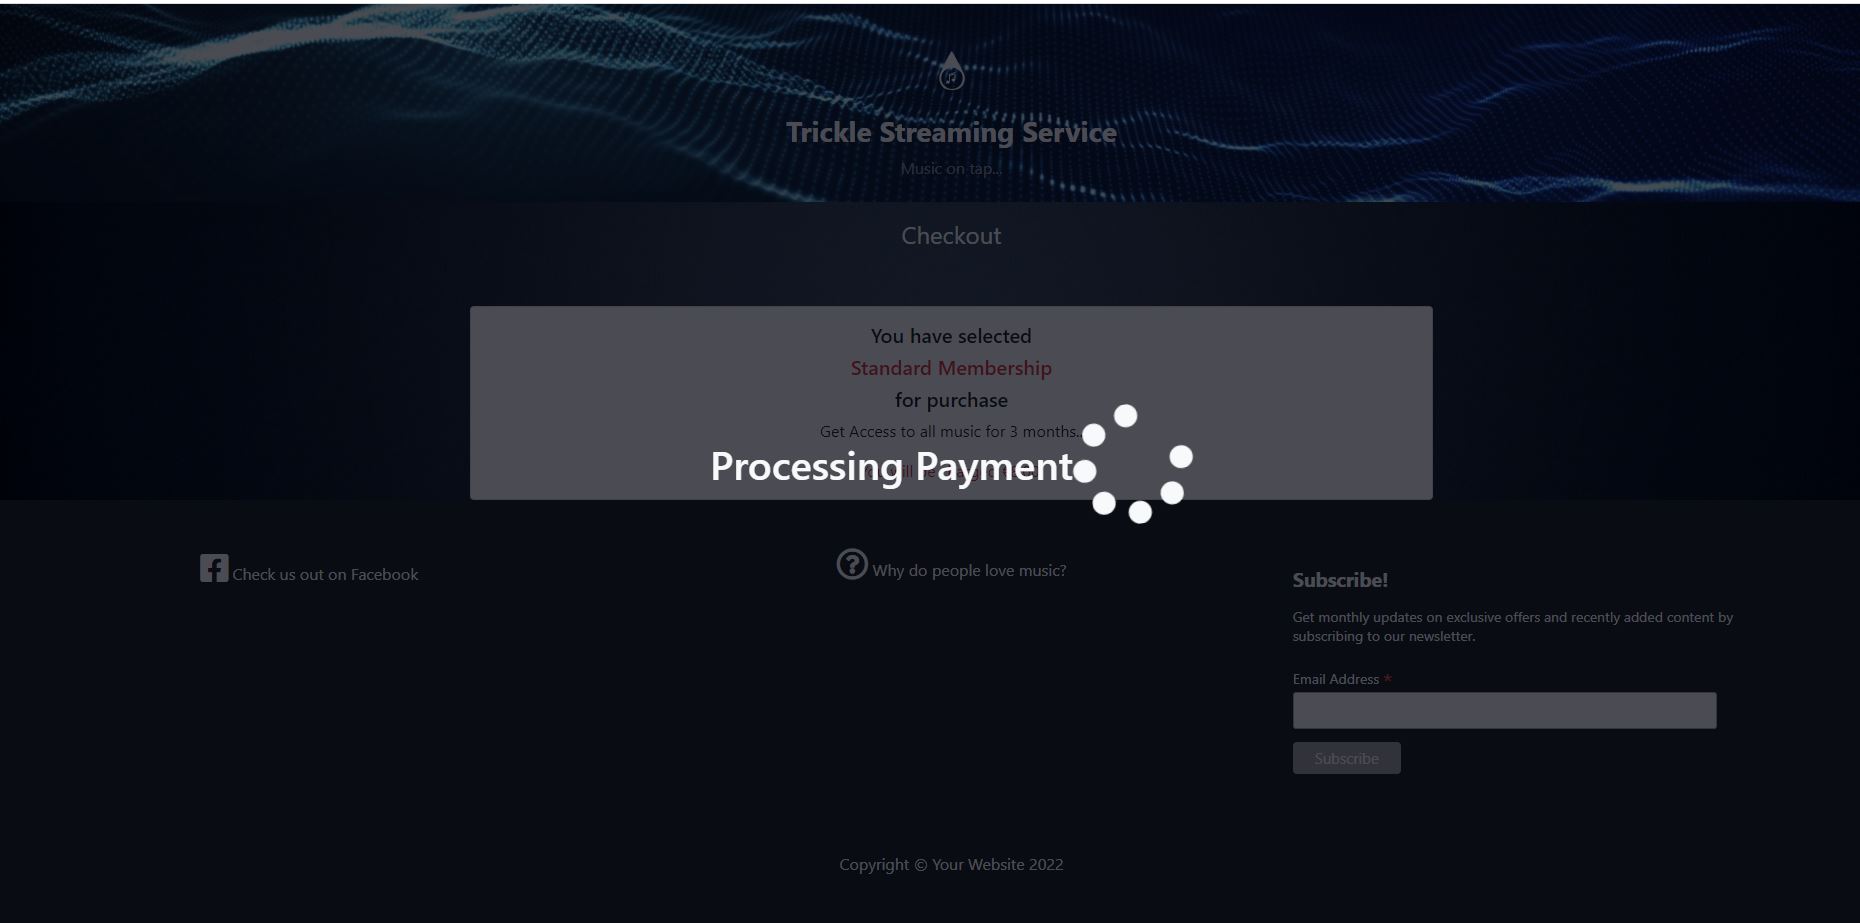 Trickle Streaming Service
Music on tap...
Checkout
You have selected
Standard Membership
for purchase
Get Access to all music for 3 months..
Processing Payment
Check us out on Facebook
Why do people love music?
Subscribe!
Get monthly updates on exclusive offers and recently added content by
subscribing to our newsletter.
Email Address *
Subscribe
Copyright © Your Website 2022